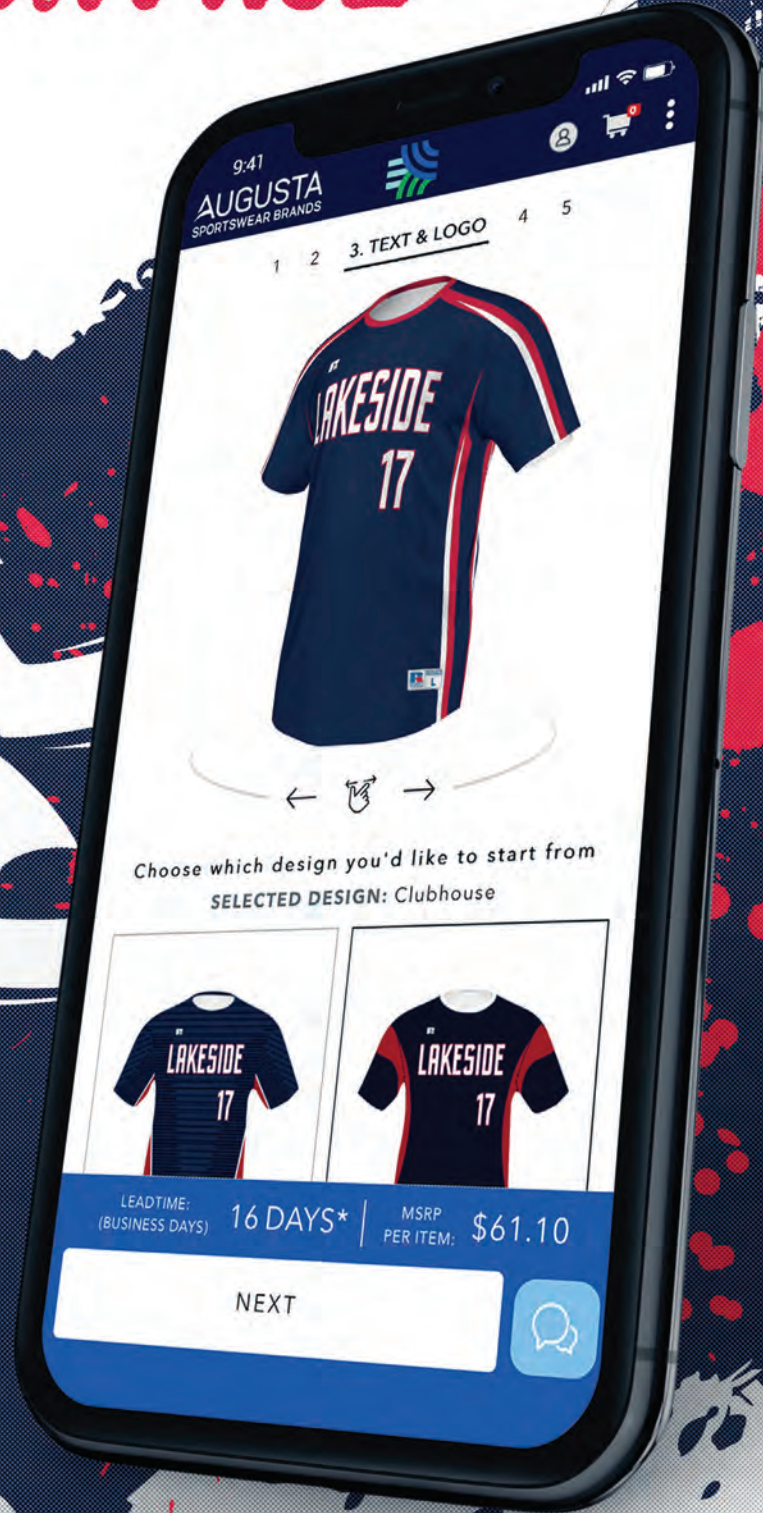 9:41
AUGUSTA
SPORTSWEAR BRANDS
0
1 2 3. TEXT & LOGO 4 5
LAKESIDE
17
R
L
Choose which design you'd like to start from
SELECTED DESIGN: Clubhouse
LAKESIDE
17
LAKESIDE
17
LEADTIME:
(BUSINESS DAYS)
16 DAYS*
MSRP
PER ITEM:
$61.10
NEXT